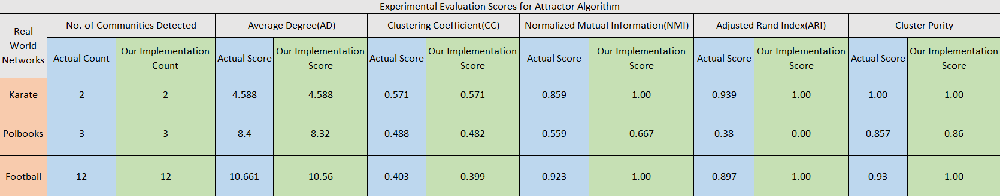 Experimental Evaluation Scores for Attractor Algorithm
Real World Networks No. of Communities Detected Average Degree(AD) Clustering Coefficient(CC) Normalized Mutual Information(NMI) Adjusted Rand Index(ARI) Cluster Purity
Actual Count Our Implementation Count Actual Score Our Implementation Score Actual Score Our Implementation Score Actual Score Our Implementation Score Actual Score Our Implementation Score Actual Score Our Implementation Score
Karate 2 2 4.588 4.588 0.571 0.571 0.859 1.00 0.939 1.00 1.00 1.00
Polbooks 3 3 8.4 8.32 0.488 0.482 0.559 0.667 0.38 0.00 0.857 0.86
Football 12 12 10.661 10.56 0.403 0.399 0.923 1.00 0.897 1.00 0.93 1.00